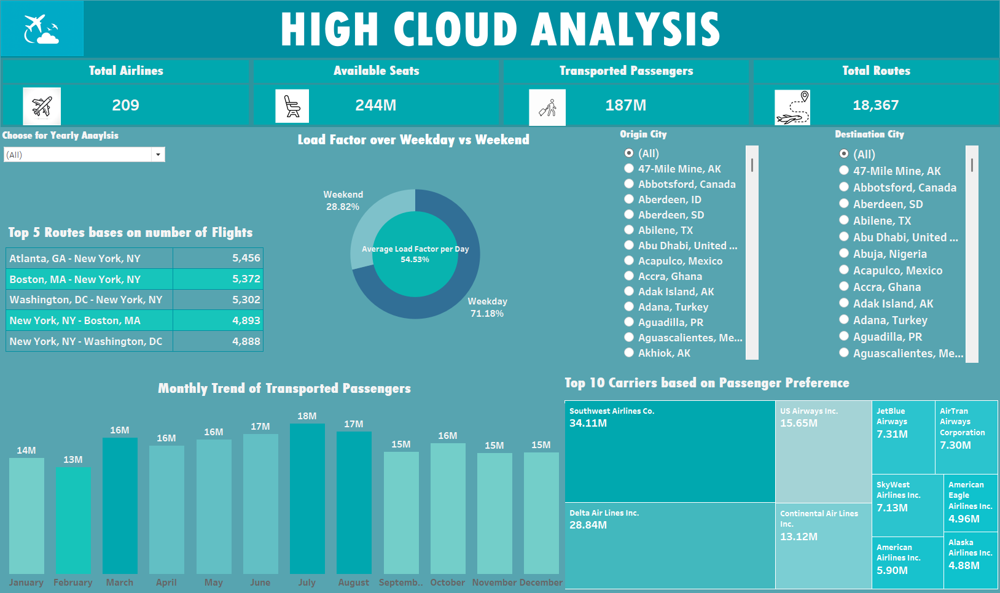 HIGH CLOUD ANALYSIS
Total Airlines
209
Available Seats
244M
Transported Passengers
187M
Total Routes
18,367
Choose for Yearly Anaylsis
(All)
Top 5 Routes bases on number of Flights
Atlanta, GA - New York, NY 5,456
Boston, MA - New York, NY 5,372
Washington, DC - New York, NY 5,302
New York, NY - Boston, MA 4,893
New York, NY - Washington, DC 4,888
Load Factor over Weekday vs Weekend
Weekend
28.82%
Average Load Factor per Day
54.53%
Weekday
71.18%
Origin City
(All)
47-Mile Mine, AK
Abbotsford, Canada
Aberdeen, ID
Aberdeen, SD
Abilene, TX
Abu Dhabi, United ...
Acapulco, Mexico
Accra, Ghana
Adak Island, AK
Adana, Turkey
Aguadilla, PR
Aguascalientes, Me...
Akhiok, AK
Destination City
(All)
47-Mile Mine, AK
Abbotsford, Canada
Aberdeen, SD
Abilene, TX
Abu Dhabi, United ...
Abuja, Nigeria
Acapulco, Mexico
Accra, Ghana
Adak Island, AK
Adana, Turkey
Aguadilla, PR
Aguascalientes, Me...
Monthly Trend of Transported Passengers
14M
13M
16M
16M
16M
17M
18M
17M
15M
16M
15M
15M
January February March April May June July August Septemb.. October November December
Top 10 Carriers based on Passenger Preference
Southwest Airlines Co.
34.11M
Delta Air Lines Inc.
28.84M
US Airways Inc.
15.65M
Continental Air Lines
Inc.
13.12M
JetBlue
Airways
7.31M
AirTran
Airways
Corporation
7.30M
SkyWest
Airlines Inc.
7.13M
American
Eagle
Airlines Inc.
4.96M
American
Airlines Inc.
5.90M
Alaska
Airlines Inc.
4.88M